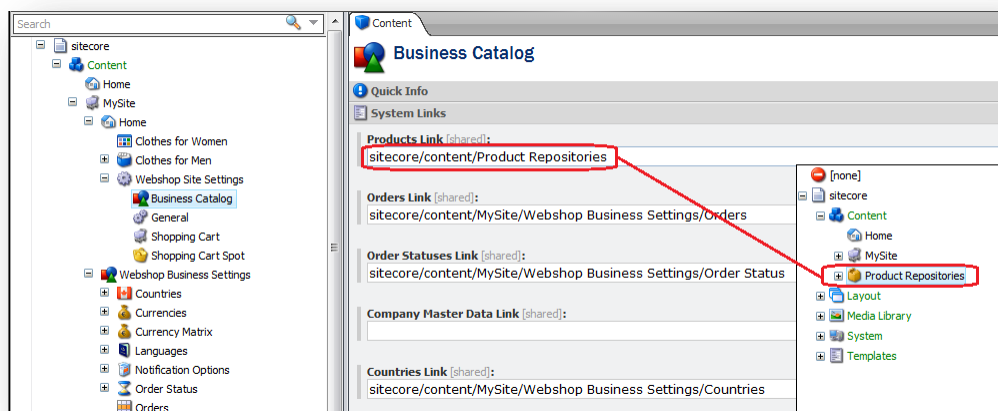 Search
sitecore
Content
Home
MySite
Home
Clothes for Women
Clothes for Men
Webshop Site Settings
Business Catalog
General
Shopping Cart
Shopping Cart Spot
Webshop Business Settings
Countries
Currencies
Currency Matrix
Languages
Notification Options
Order Status
Orders
Content
Business Catalog
Quick Info
System Links
Products Link [shared]:
sitecore/content/Product Repositories
Orders Link [shared]:
sitecore/content/MySite/Webshop Business Settings/Orders
Order Statuses Link [shared]:
sitecore/content/MySite/Webshop Business Settings/Order Status
Company Master Data Link [shared]:
Countries Link [shared]:
sitecore/content/MySite/Webshop Business Settings/Countries
[none]
sitecore
Content
Home
MySite
Product Repositories
Layout
Media Library
System
Templates